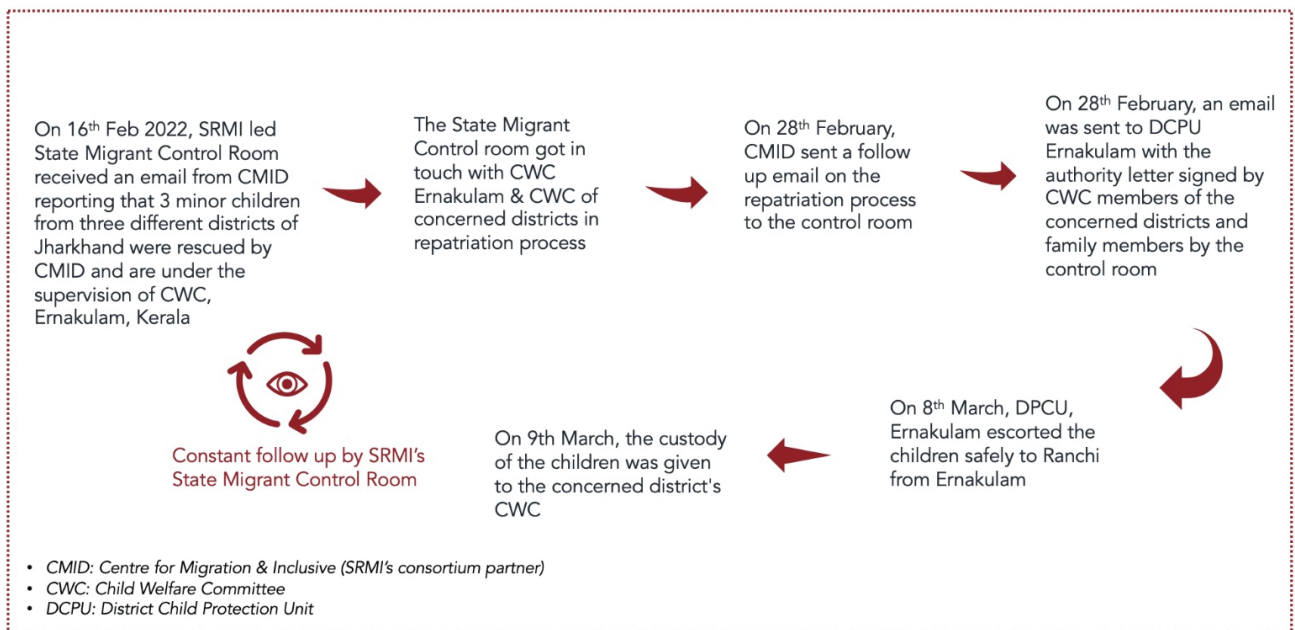 On 16th Feb 2022, SRMI led
State Migrant Control Room
received an email from CMID
reporting that 3 minor children
from three different districts of
Jharkhand were rescued by
CMID and are under the
supervision of CWC,
Ernakulam, Kerala
The State Migrant
Control room got in
touch with CWC
Ernakulam & CWC of
concerned districts in
repatriation process
On 28th February,
CMID sent a follow
up email on the
repatriation process
to the control room
On 28th February, an email
was sent to DCPU
Ernakulam with the
authority letter signed by
CWC members of the
concerned districts and
family members by the
control room
On 8th March, DPCU,
Ernakulam escorted the
children safely to Ranchi
from Ernakulam
On 9th March, the custody
of the children was given
to the concerned district's
CWC
Constant follow up by SRMI's
State Migrant Control Room
• CMID: Centre for Migration & Inclusive (SRMI's consortium partner)
• CWC: Child Welfare Committee
• DCPU: District Child Protection Unit